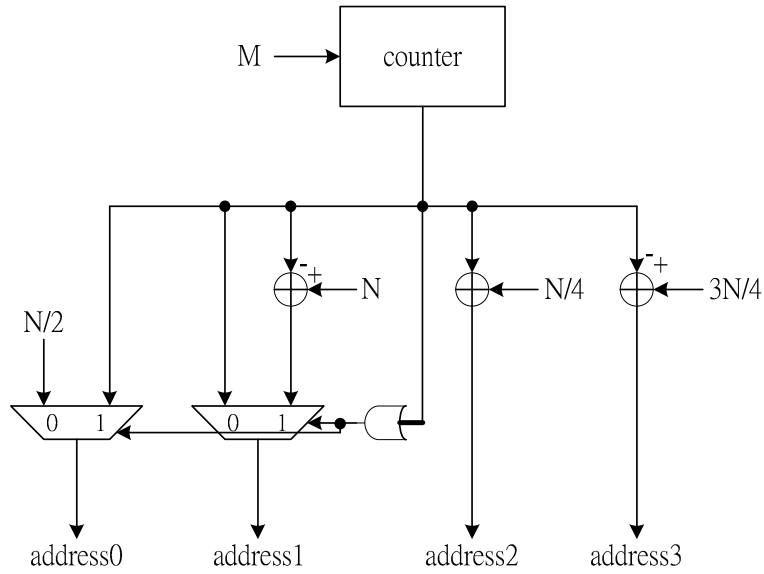 M
counter
- +
N
N/4
- +
3N/4
N/2
0 1
0 1
address0
address1
address2
address3